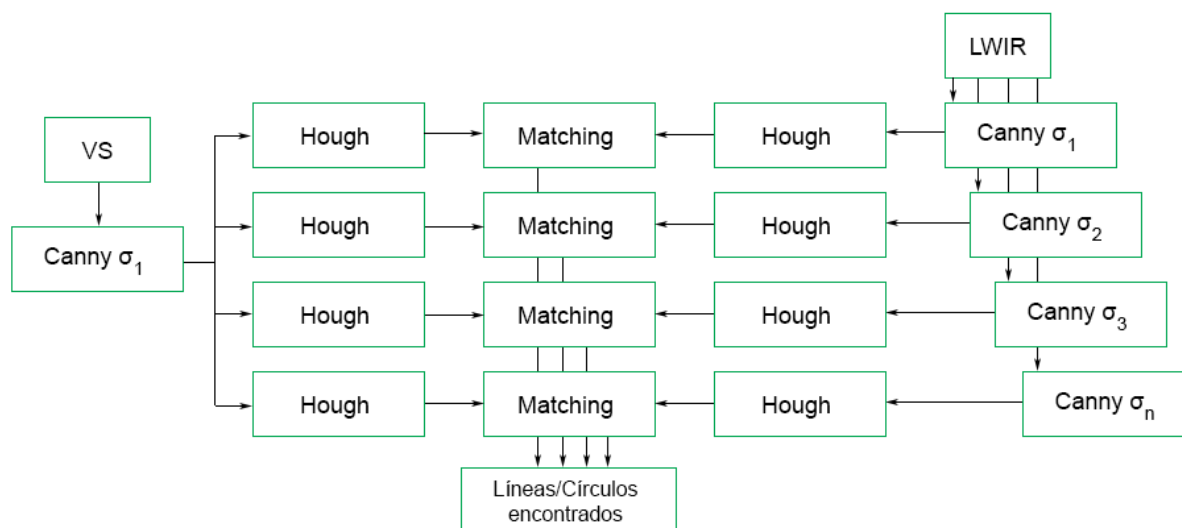 LWIR
VS
Hough
Matching
Hough
Canny σ1
Canny σ1
Hough
Matching
Hough
Canny σ2
Hough
Matching
Hough
Canny σ3
Hough
Matching
Hough
Canny σn
Líneas/Círculos
encontrados